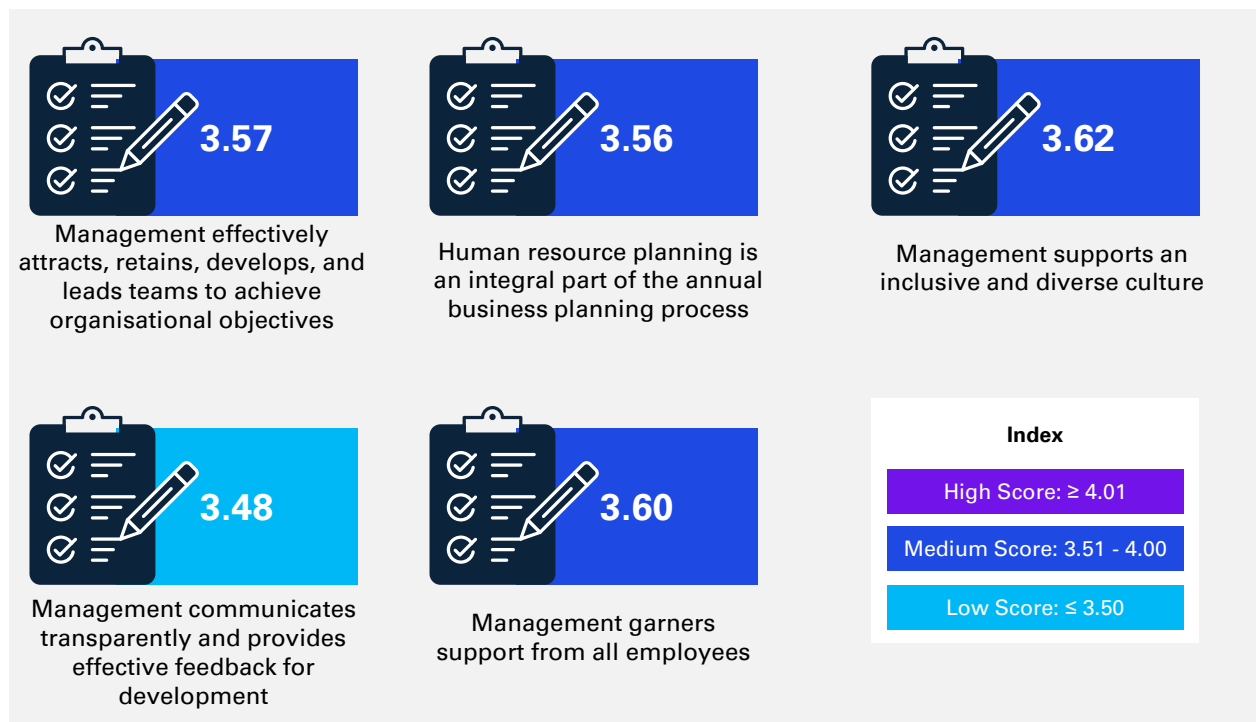 3.57
Management effectively
attracts, retains, develops, and
leads teams to achieve
organisational objectives
3.56
Human resource planning is
an integral part of the annual
business planning process
3.62
Management supports an
inclusive and diverse culture
3.48
Management communicates
transparently and provides
effective feedback for
development
3.60
Management garners
support from all employees
Index
High Score: ≥ 4.01
Medium Score: 3.51 - 4.00
Low Score: ≤ 3.50